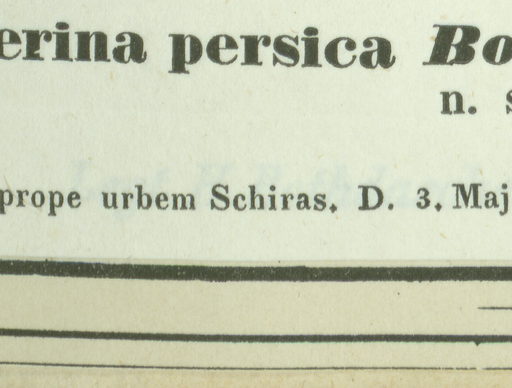 erina persica Bo
n. s
prope urbem Schiras. D. 3. Maj